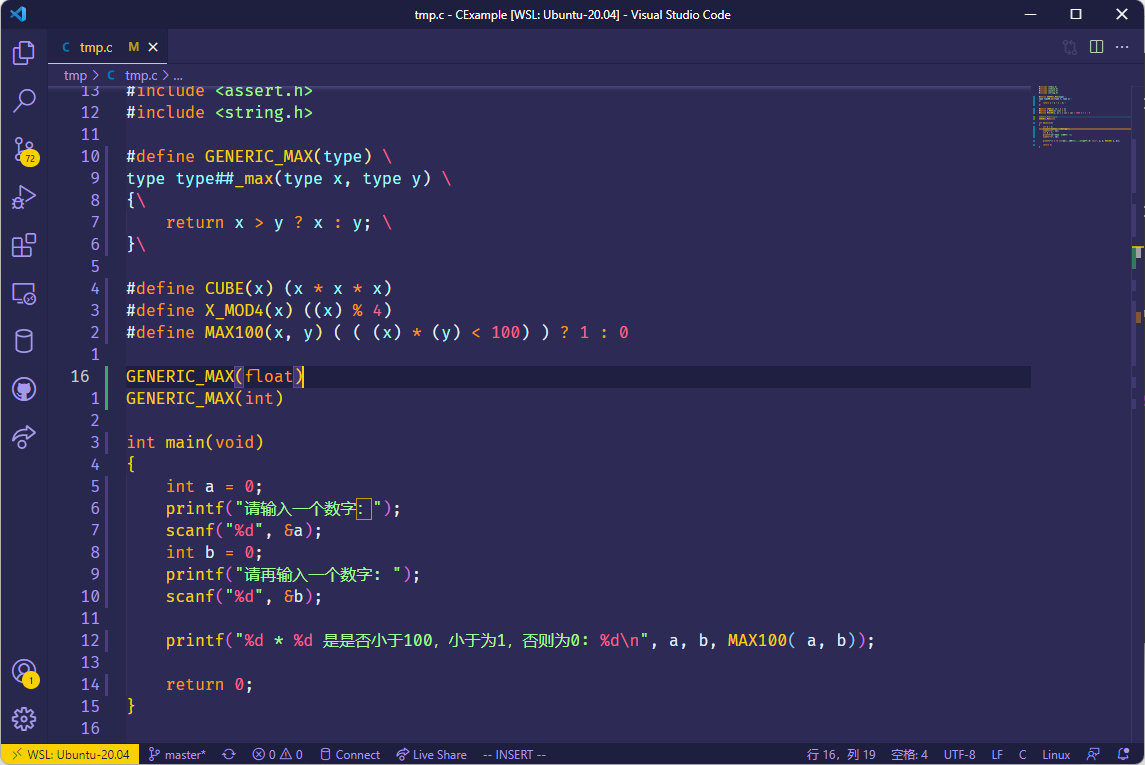 tmp.c - CExample [WSL: Ubuntu-20.04] - Visual Studio Code
C tmp.c M
tmp > C tmp.c > ...
13 #include <assert.h>
12 #include <string.h>
11
10 #define GENERIC_MAX(type) \
9 type type##_max(type x, type y) \
8 {\
7     return x > y ? x : y; \
6 }\
5
4 #define CUBE(x) (x * x * x)
3 #define X_MOD4(x) ((x) % 4)
2 #define MAX100(x, y) ( ( (x) * (y) < 100) ) ? 1 : 0
1
16 GENERIC_MAX(float)
1 GENERIC_MAX(int)
2
3 int main(void)
4 {
5     int a = 0;
6     printf("请输入一个数字：");
7     scanf("%d", &a);
8     int b = 0;
9     printf("请再输入一个数字: ");
10     scanf("%d", &b);
11
12     printf("%d * %d 是是否小于100，小于为1，否则为0: %d\n", a, b, MAX100( a, b));
13
14     return 0;
15 }
16
72
1
WSL: Ubuntu-20.04 master* 0 0 Connect Live Share -- INSERT -- 行 16，列 19 空格: 4 UTF-8 LF C Linux